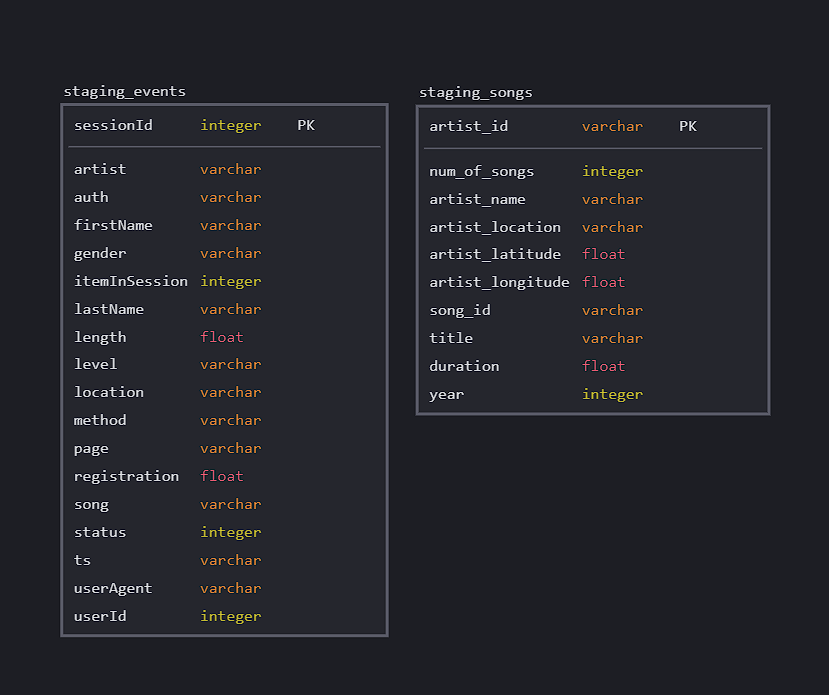 staging_events
sessionId integer PK
artist varchar
auth varchar
firstName varchar
gender varchar
itemInSession integer
lastName varchar
length float
level varchar
location varchar
method varchar
page varchar
registration float
song varchar
status integer
ts varchar
userAgent varchar
userId integer
staging_songs
artist_id varchar PK
num_of_songs integer
artist_name varchar
artist_location varchar
artist_latitude float
artist_longitude float
song_id varchar
title varchar
duration float
year integer